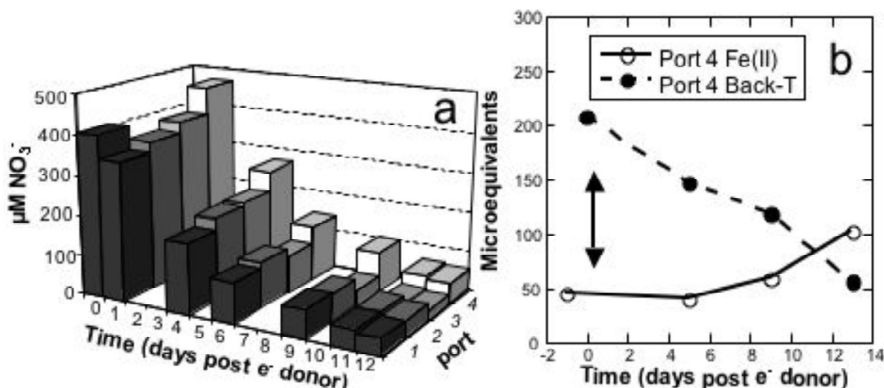 a
µM NO3-
500
400
300
200
100
0
0 1 2 3 4 5 6 7 8 9 10 11 12
Time (days post e- donor)
1 2 3 4
port
b
Port 4 Fe(II)
Port 4 Back-T
Microequivalents
300
250
200
150
100
50
0
-2 0 2 4 6 8 10 12 14
Time (days post e- donor)